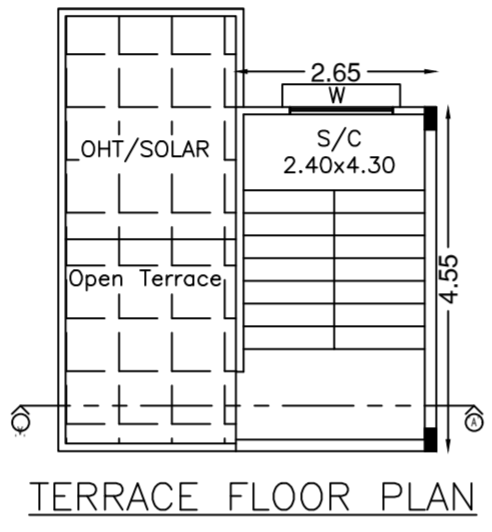 2.65
W
S/C
2.40x4.30
OHT/SOLAR
Open Terrace
4.55
A
TERRACE FLOOR PLAN